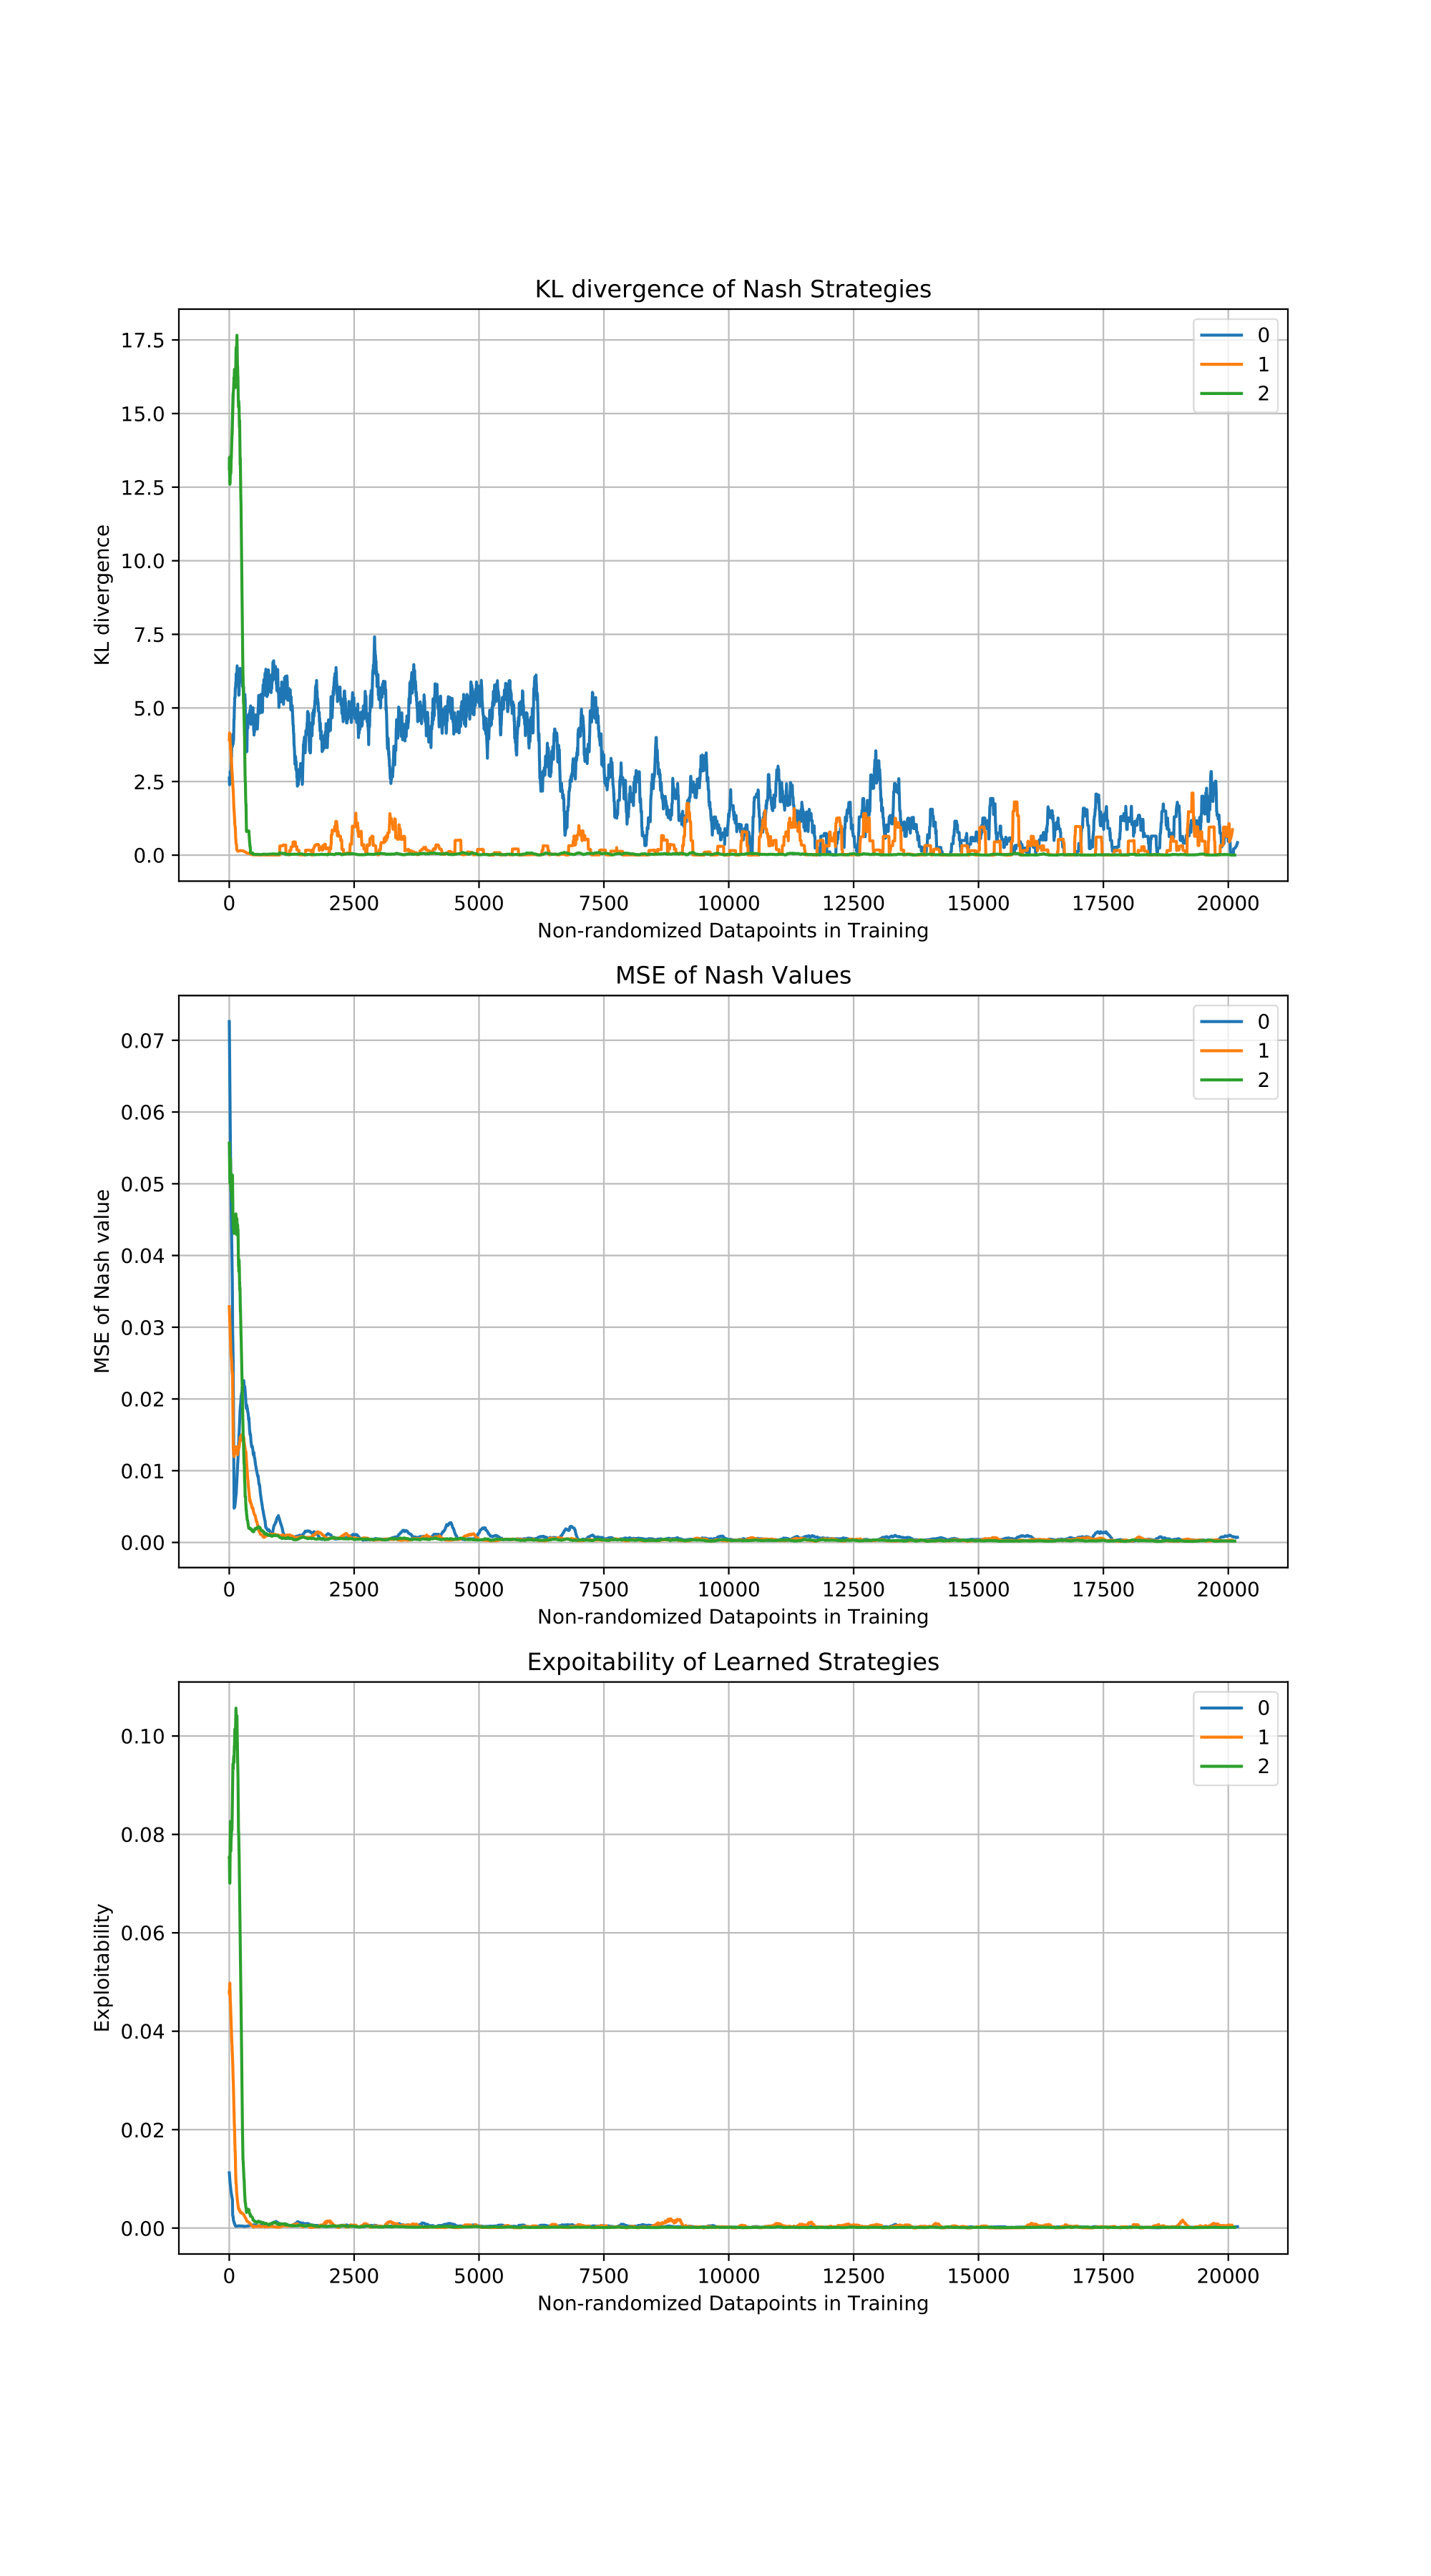 KL divergence of Nash Strategies
17.5
15.0
12.5
10.0
7.5
5.0
2.5
0.0
KL divergence
0
1
2
0 2500 5000 7500 10000 12500 15000 17500 20000
Non-randomized Datapoints in Training
MSE of Nash Values
0.07
0.06
0.05
0.04
0.03
0.02
0.01
0.00
MSE of Nash value
0
1
2
0 2500 5000 7500 10000 12500 15000 17500 20000
Non-randomized Datapoints in Training
Expoitability of Learned Strategies
0.10
0.08
0.06
0.04
0.02
0.00
Exploitability
0
1
2
0 2500 5000 7500 10000 12500 15000 17500 20000
Non-randomized Datapoints in Training